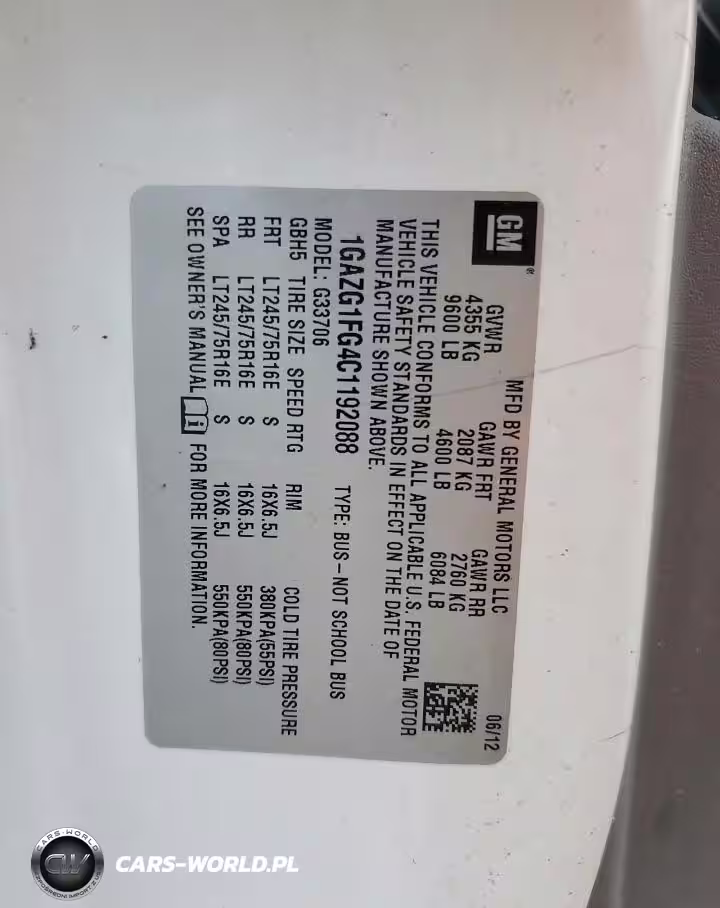 GM®
MFD BY GENERAL MOTORS LLC 06/12
GVWR GAWR FRT GAWR RR
4355 KG 2087 KG 2760 KG
9600 LB 4600 LB 6084 LB
THIS VEHICLE CONFORMS TO ALL APPLICABLE U.S. FEDERAL MOTOR
VEHICLE SAFETY STANDARDS IN EFFECT ON THE DATE OF
MANUFACTURE SHOWN ABOVE.
1GAZG1FG4C1192088 TYPE: BUS-NOT SCHOOL BUS
MODEL: G33706
GBH5 TIRE SIZE SPEED RTG RIM COLD TIRE PRESSURE
FRT LT245/75R16E S 16X6.5J 380KPA(55PSI)
RR LT245/75R16E S 16X6.5J 550KPA(80PSI)
SPA LT245/75R16E S 16X6.5J 550KPA(80PSI)
SEE OWNER'S MANUAL i FOR MORE INFORMATION.
CARS-WORLD
CW
CARS-WORLD.PL